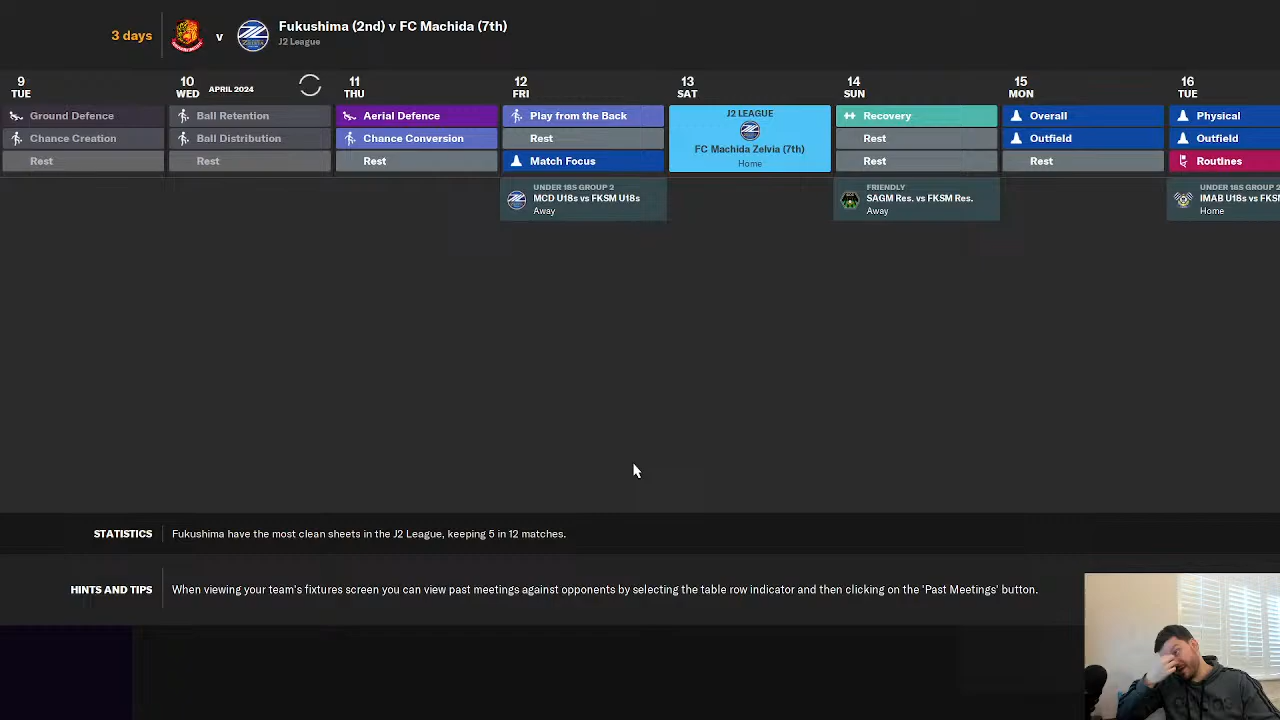 3 days
v
Fukushima (2nd) v FC Machida (7th)
J2 League
9
TUE
10
WED
APRIL 2024
11
THU
12
FRI
13
SAT
14
SUN
15
MON
16
TUE
Ground Defence
Chance Creation
Rest
Ball Retention
Ball Distribution
Rest
Aerial Defence
Chance Conversion
Rest
Play from the Back
Rest
Match Focus
J2 LEAGUE
FC Machida Zelvia (7th)
Home
Recovery
Rest
Rest
Overall
Outfield
Rest
Physical
Outfield
Routines
UNDER 18S GROUP 2
MCD U18s vs FKSM U18s
Away
FRIENDLY
SAGM Res. vs FKSM Res.
Away
UNDER 18S GROUP 2
IMAB U18s vs FKS
Home
STATISTICS
Fukushima have the most clean sheets in the J2 League, keeping 5 in 12 matches.
HINTS AND TIPS
When viewing your team's fixtures screen you can view past meetings against opponents by selecting the table row indicator and then clicking on the 'Past Meetings' button.